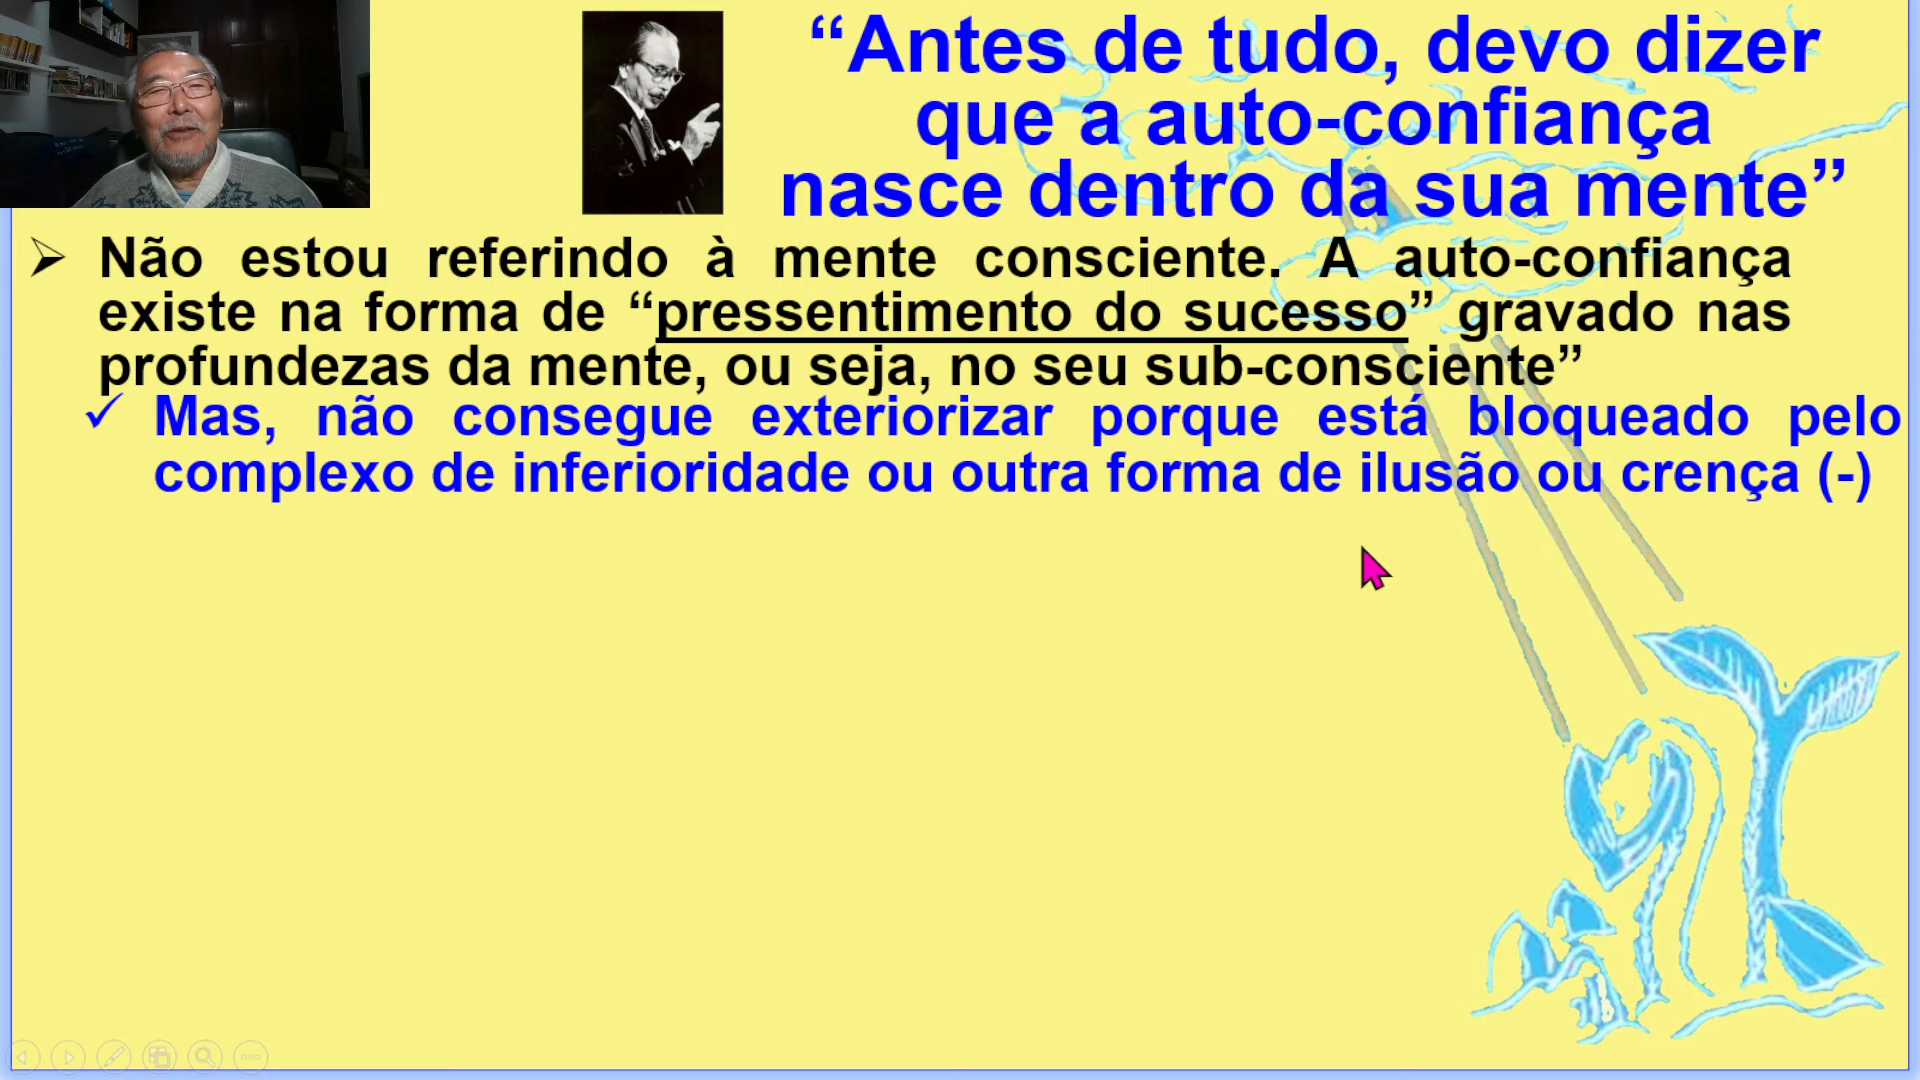 “Antes de tudo, devo dizer
que a auto-confiança
nasce dentro da sua mente”
Não estou referindo à mente consciente. A auto-confiança
existe na forma de “pressentimento do sucesso” gravado nas
profundezas da mente, ou seja, no seu sub-consciente”
Mas, não consegue exteriorizar porque está bloqueado pelo
complexo de inferioridade ou outra forma de ilusão ou crença (-)